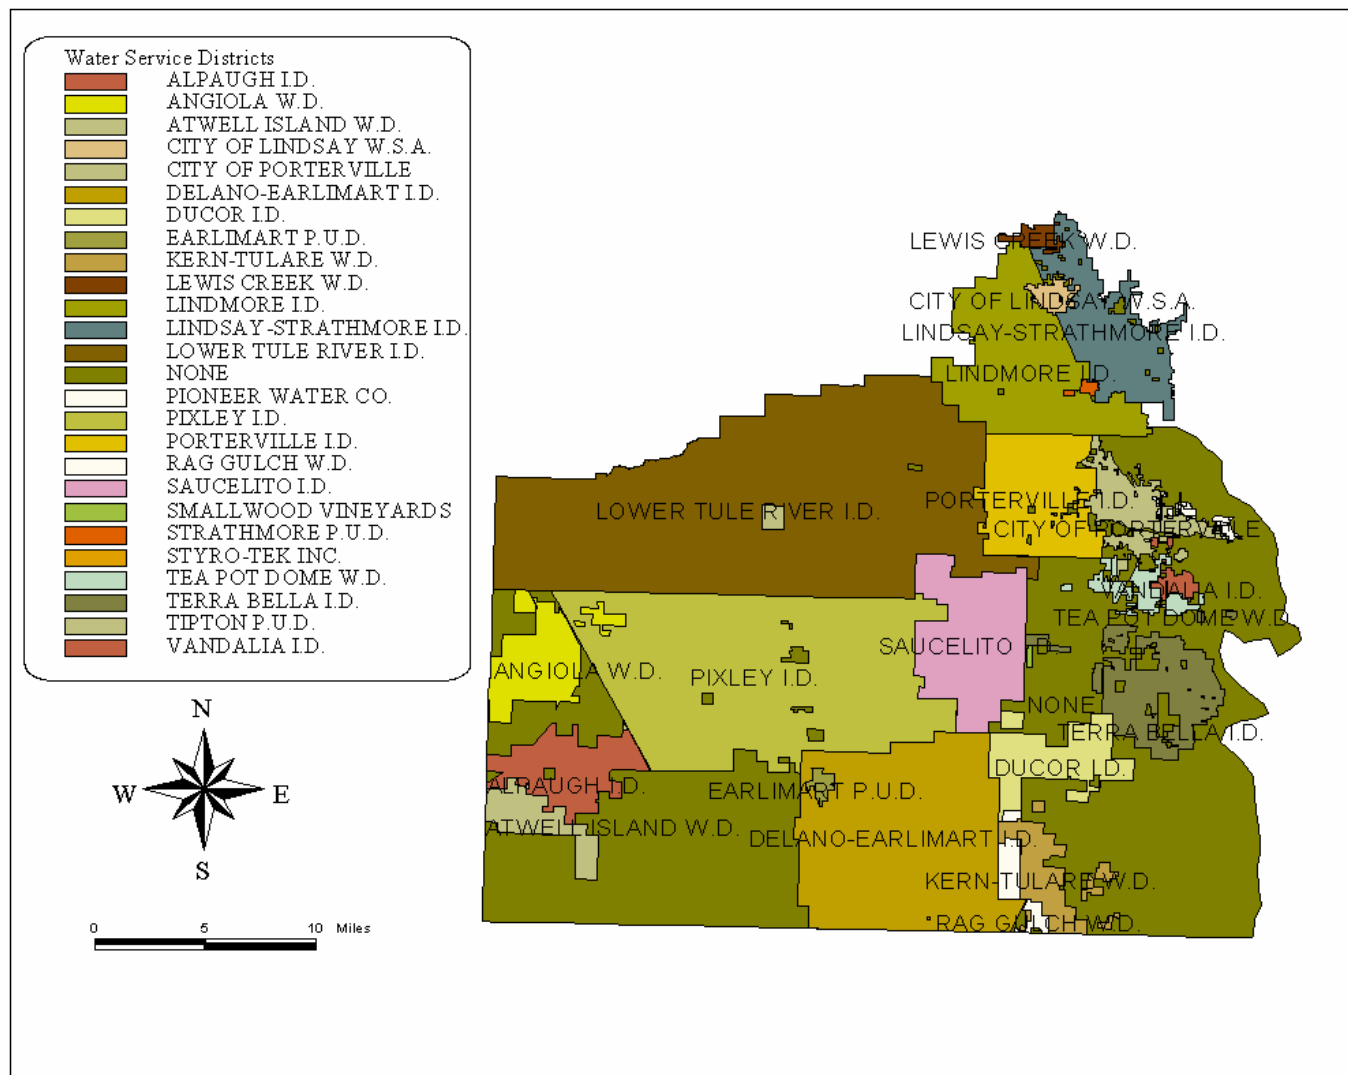 Water Service Districts
ALPAUGH I.D.
ANGIOLA W.D.
ATWELL ISLAND W.D.
CITY OF LINDSAY W.S.A.
CITY OF PORTERVILLE
DELANO-EARLIMART I.D.
DUCOR I.D.
EARLIMART P.U.D.
KERN-TULARE W.D.
LEWIS CREEK W.D.
LINDMORE I.D.
LINDSAY-STRATHMORE I.D.
LOWER TULE RIVER I.D.
NONE
PIONEER WATER CO.
PIXLEY I.D.
PORTERVILLE I.D.
RAG GULCH W.D.
SAUCELITO I.D.
SMALLWOOD VINEYARDS
STRATHMORE P.U.D.
STYRO-TEK INC.
TEA POT DOME W.D.
TERRA BELLA I.D.
TIPTON P.U.D.
VANDALIA I.D.
N
W E
S
0 5 10 Miles
LEWIS CREEK W.D.
CITY OF LINDSAY W.S.A.
LINDSAY-STRATHMORE I.D.
LINDMORE I.D.
PORTERVILLE I.D.
LOWER TULE RIVER I.D.
CITY OF PORTERVILLE
VANDALIA I.D.
TEA POT DOME W.D.
SAUCELITO I.D.
ANGIOLA W.D.
PIXLEY I.D.
NONE
TERRA BELLA I.D.
DUCOR I.D.
ALPAUGH I.D.
EARLIMART P.U.D.
ATWELL ISLAND W.D.
DELANO-EARLIMART I.D.
KERN-TULARE W.D.
RAG GULCH W.D.